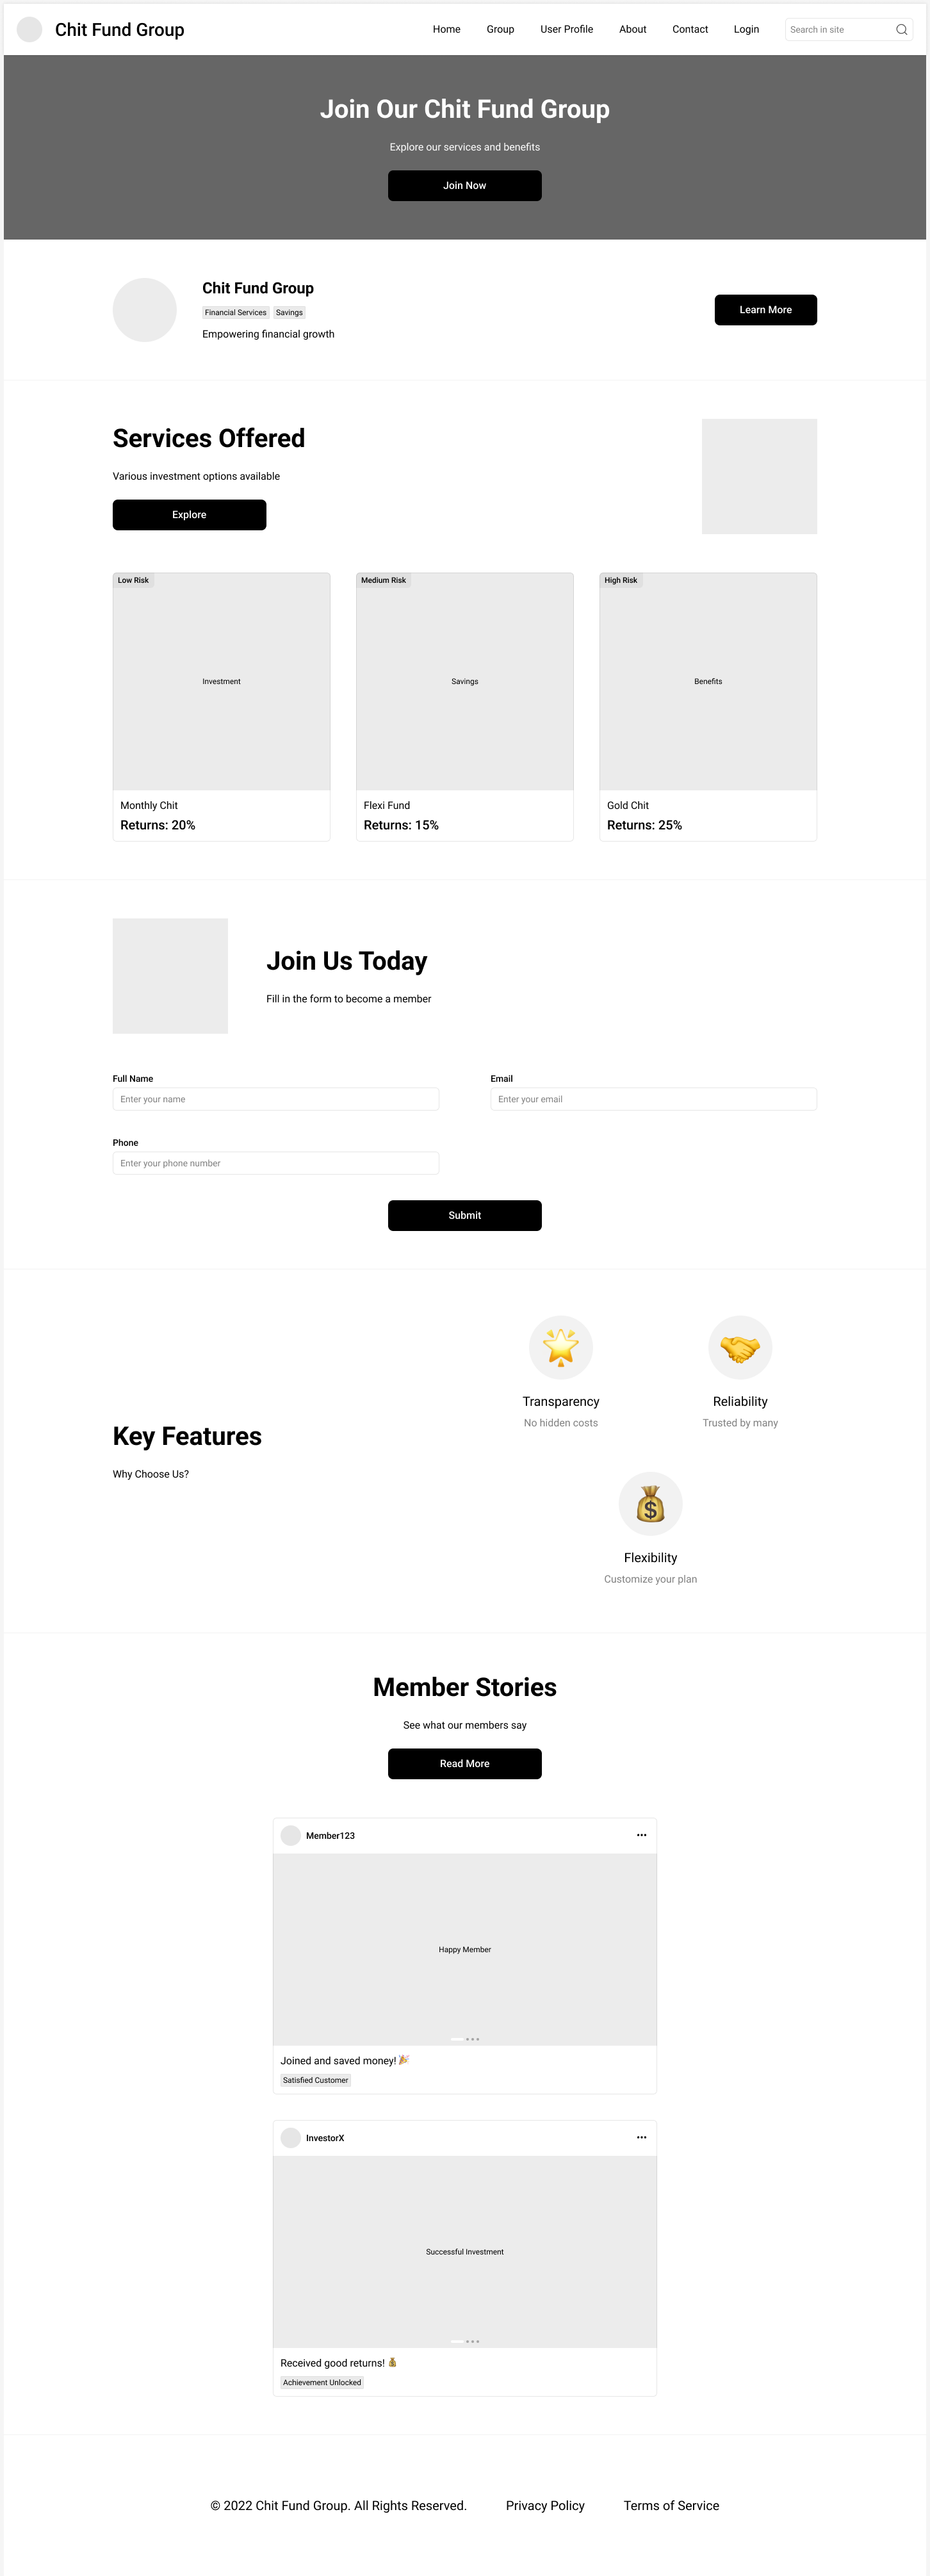 Chit Fund Group
Home
Group
User Profile
About
Contact
Login
Search in site
Join Our Chit Fund Group
Explore our services and benefits
Join Now
Chit Fund Group
Financial Services
Savings
Empowering financial growth
Learn More
Services Offered
Various investment options available
Explore
Low Risk
Investment
Monthly Chit
Returns: 20%
Medium Risk
Savings
Flexi Fund
Returns: 15%
High Risk
Benefits
Gold Chit
Returns: 25%
Join Us Today
Fill in the form to become a member
Full Name
Enter your name
Email
Enter your email
Phone
Enter your phone number
Submit
Key Features
Why Choose Us?
Transparency
No hidden costs
Reliability
Trusted by many
Flexibility
Customize your plan
Member Stories
See what our members say
Read More
Member123
Happy Member
Joined and saved money! 🎉
Satisfied Customer
InvestorX
Successful Investment
Received good returns! 💰
Achievement Unlocked
© 2022 Chit Fund Group. All Rights Reserved.
Privacy Policy
Terms of Service